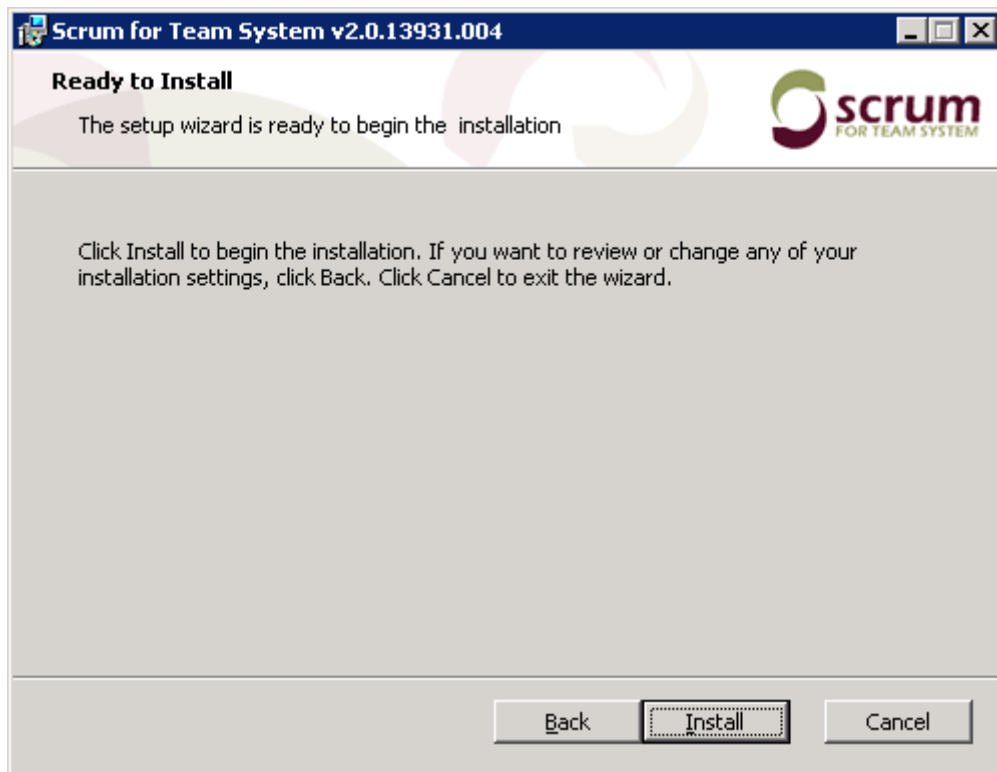 Scrum for Team System v2.0.13931.004
Ready to Install
The setup wizard is ready to begin the  installation
scrum
FOR TEAM SYSTEM
Click Install to begin the installation. If you want to review or change any of your
installation settings, click Back. Click Cancel to exit the wizard.
Back Install Cancel